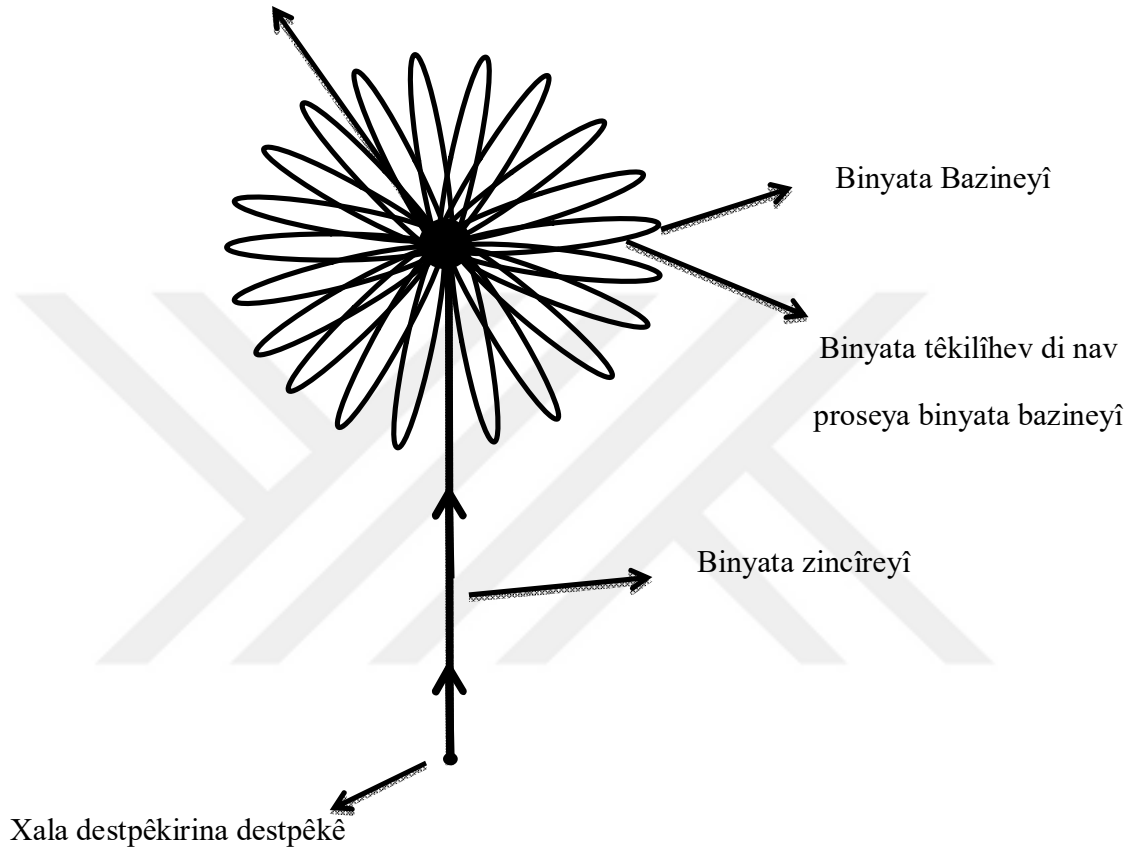 Binyata Bazineyî
Binyata têkilîhev di nav
proseya binyata bazineyî
Binyata zincîreyî
Xala destpêkirina destpêkê